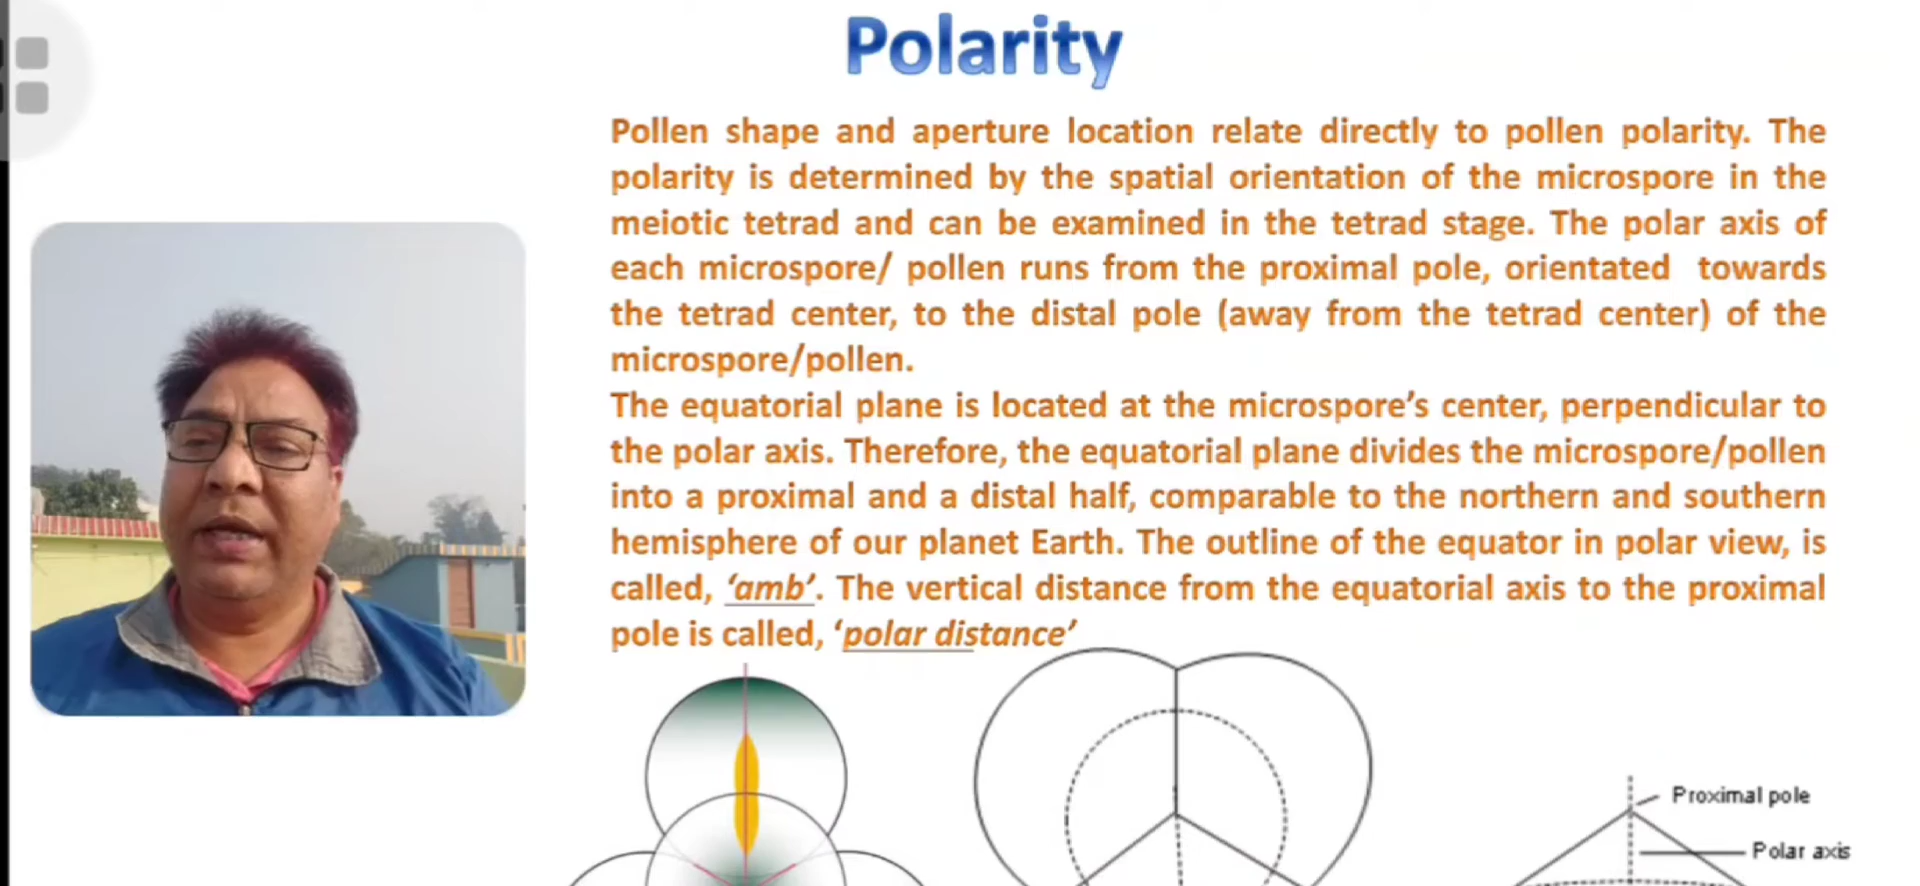 Polarity
Pollen shape and aperture location relate directly to pollen polarity. The
polarity is determined by the spatial orientation of the microspore in the
meiotic tetrad and can be examined in the tetrad stage. The polar axis of
each microspore/ pollen runs from the proximal pole, orientated towards
the tetrad center, to the distal pole (away from the tetrad center) of the
microspore/pollen.
The equatorial plane is located at the microspore’s center, perpendicular to
the polar axis. Therefore, the equatorial plane divides the microspore/pollen
into a proximal and a distal half, comparable to the northern and southern
hemisphere of our planet Earth. The outline of the equator in polar view, is
called, ‘amb’. The vertical distance from the equatorial axis to the proximal
pole is called, ‘polar distance’
Proximal pole
Polar axis